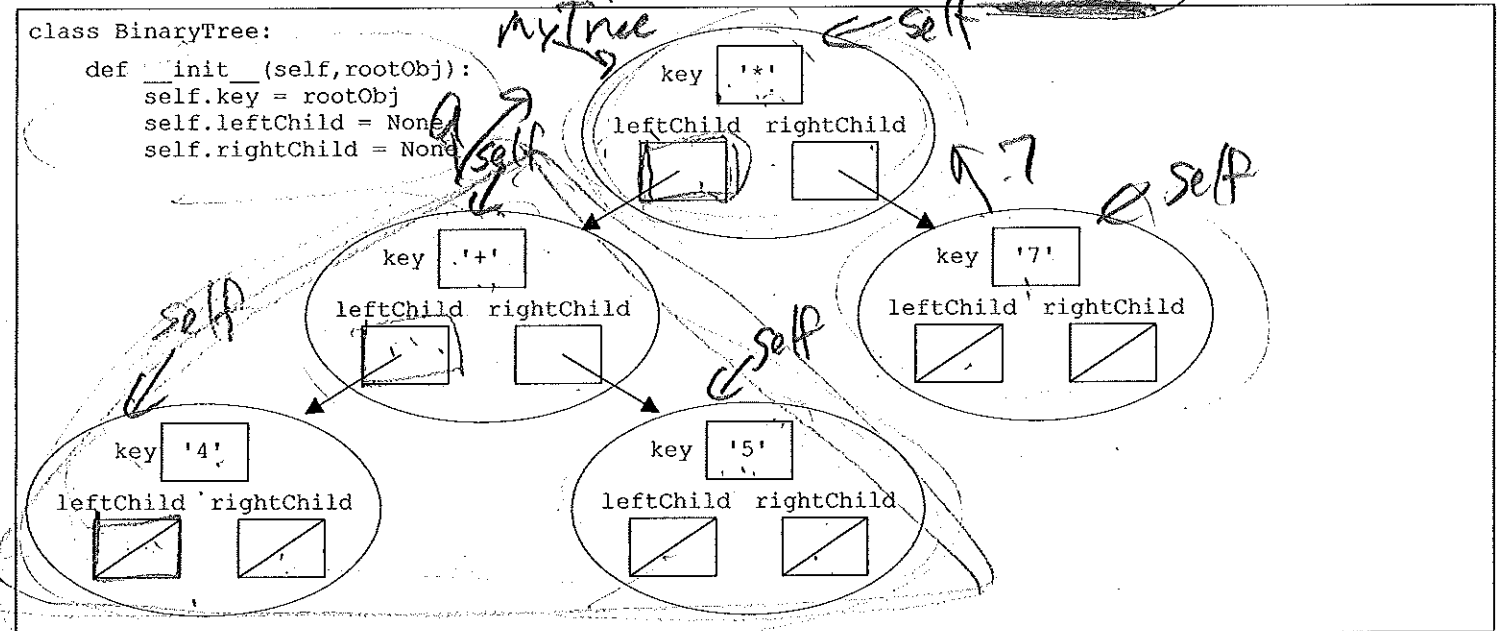 class BinaryTree:
def __init__(self,rootObj):
self.key = rootObj
self.leftChild = None
self.rightChild = None
MyTree
self
key '*'
leftChild rightChild
9
self
7
self
key '+'
leftChild rightChild
key '7'
leftChild rightChild
self
self
key '4'
leftChild rightChild
key '5'
leftChild rightChild